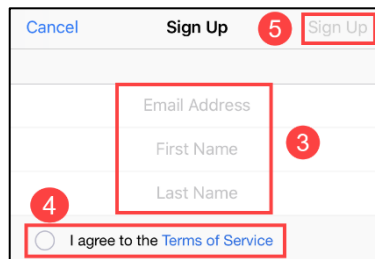 Cancel Sign Up 5 Sign Up
Email Address
First Name
3
Last Name
4
I agree to the Terms of Service